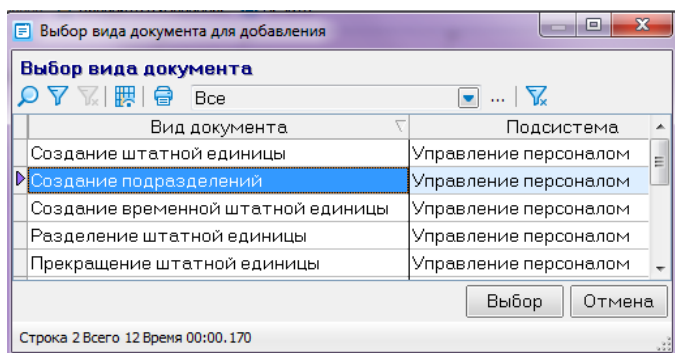 Выбор вида документа для добавления
Выбор вида документа
Все ...
Вид документа Подсистема
Создание штатной единицы Управление персоналом
Создание подразделений Управление персоналом
Создание временной штатной единицы Управление персоналом
Разделение штатной единицы Управление персоналом
Прекращение штатной единицы Управление персоналом
Выбор Отмена
Строка 2 Всего 12 Время 00:00.170